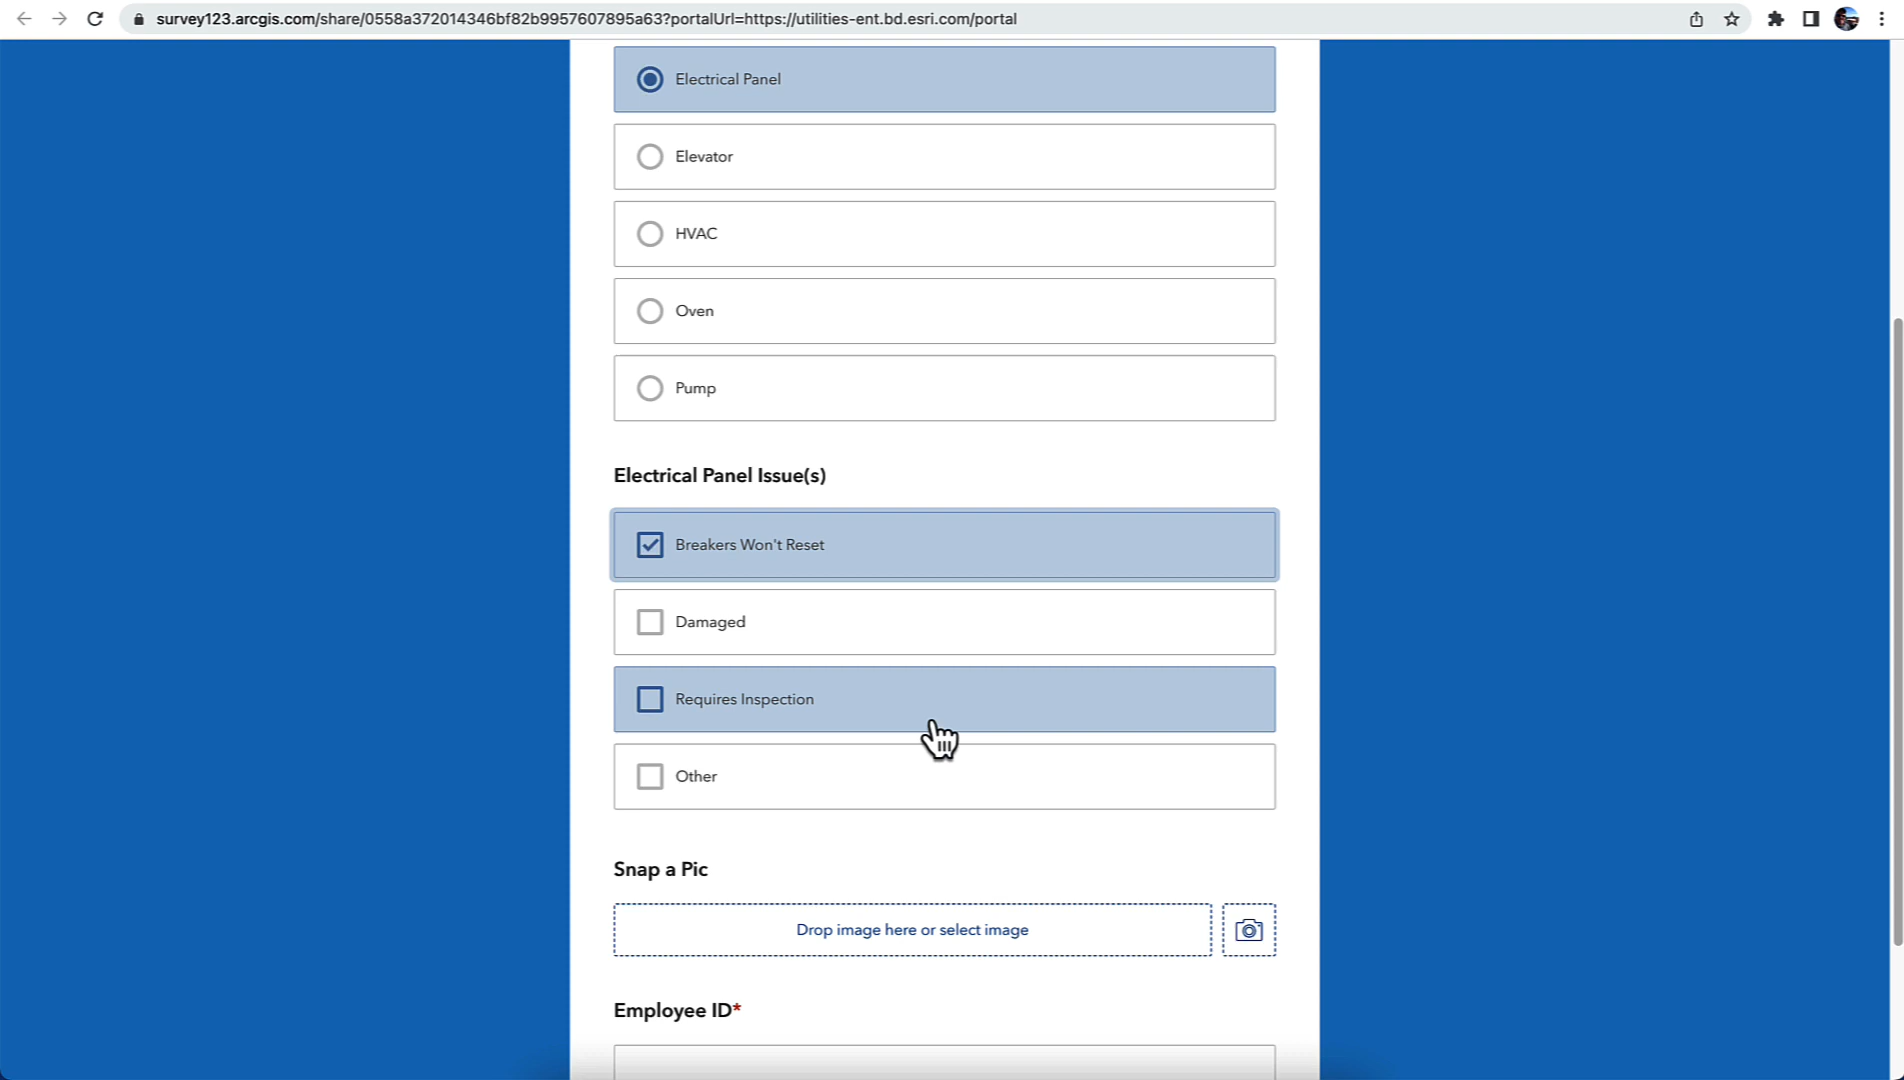 survey123.arcgis.com/share/0558a372014346bf82b9957607895a63?portalUrl=https://utilities-ent.bd.esri.com/portal
Electrical Panel
Elevator
HVAC
Oven
Pump
Electrical Panel Issue(s)
Breakers Won't Reset
Damaged
Requires Inspection
Other
Snap a Pic
Drop image here or select image
Employee ID*